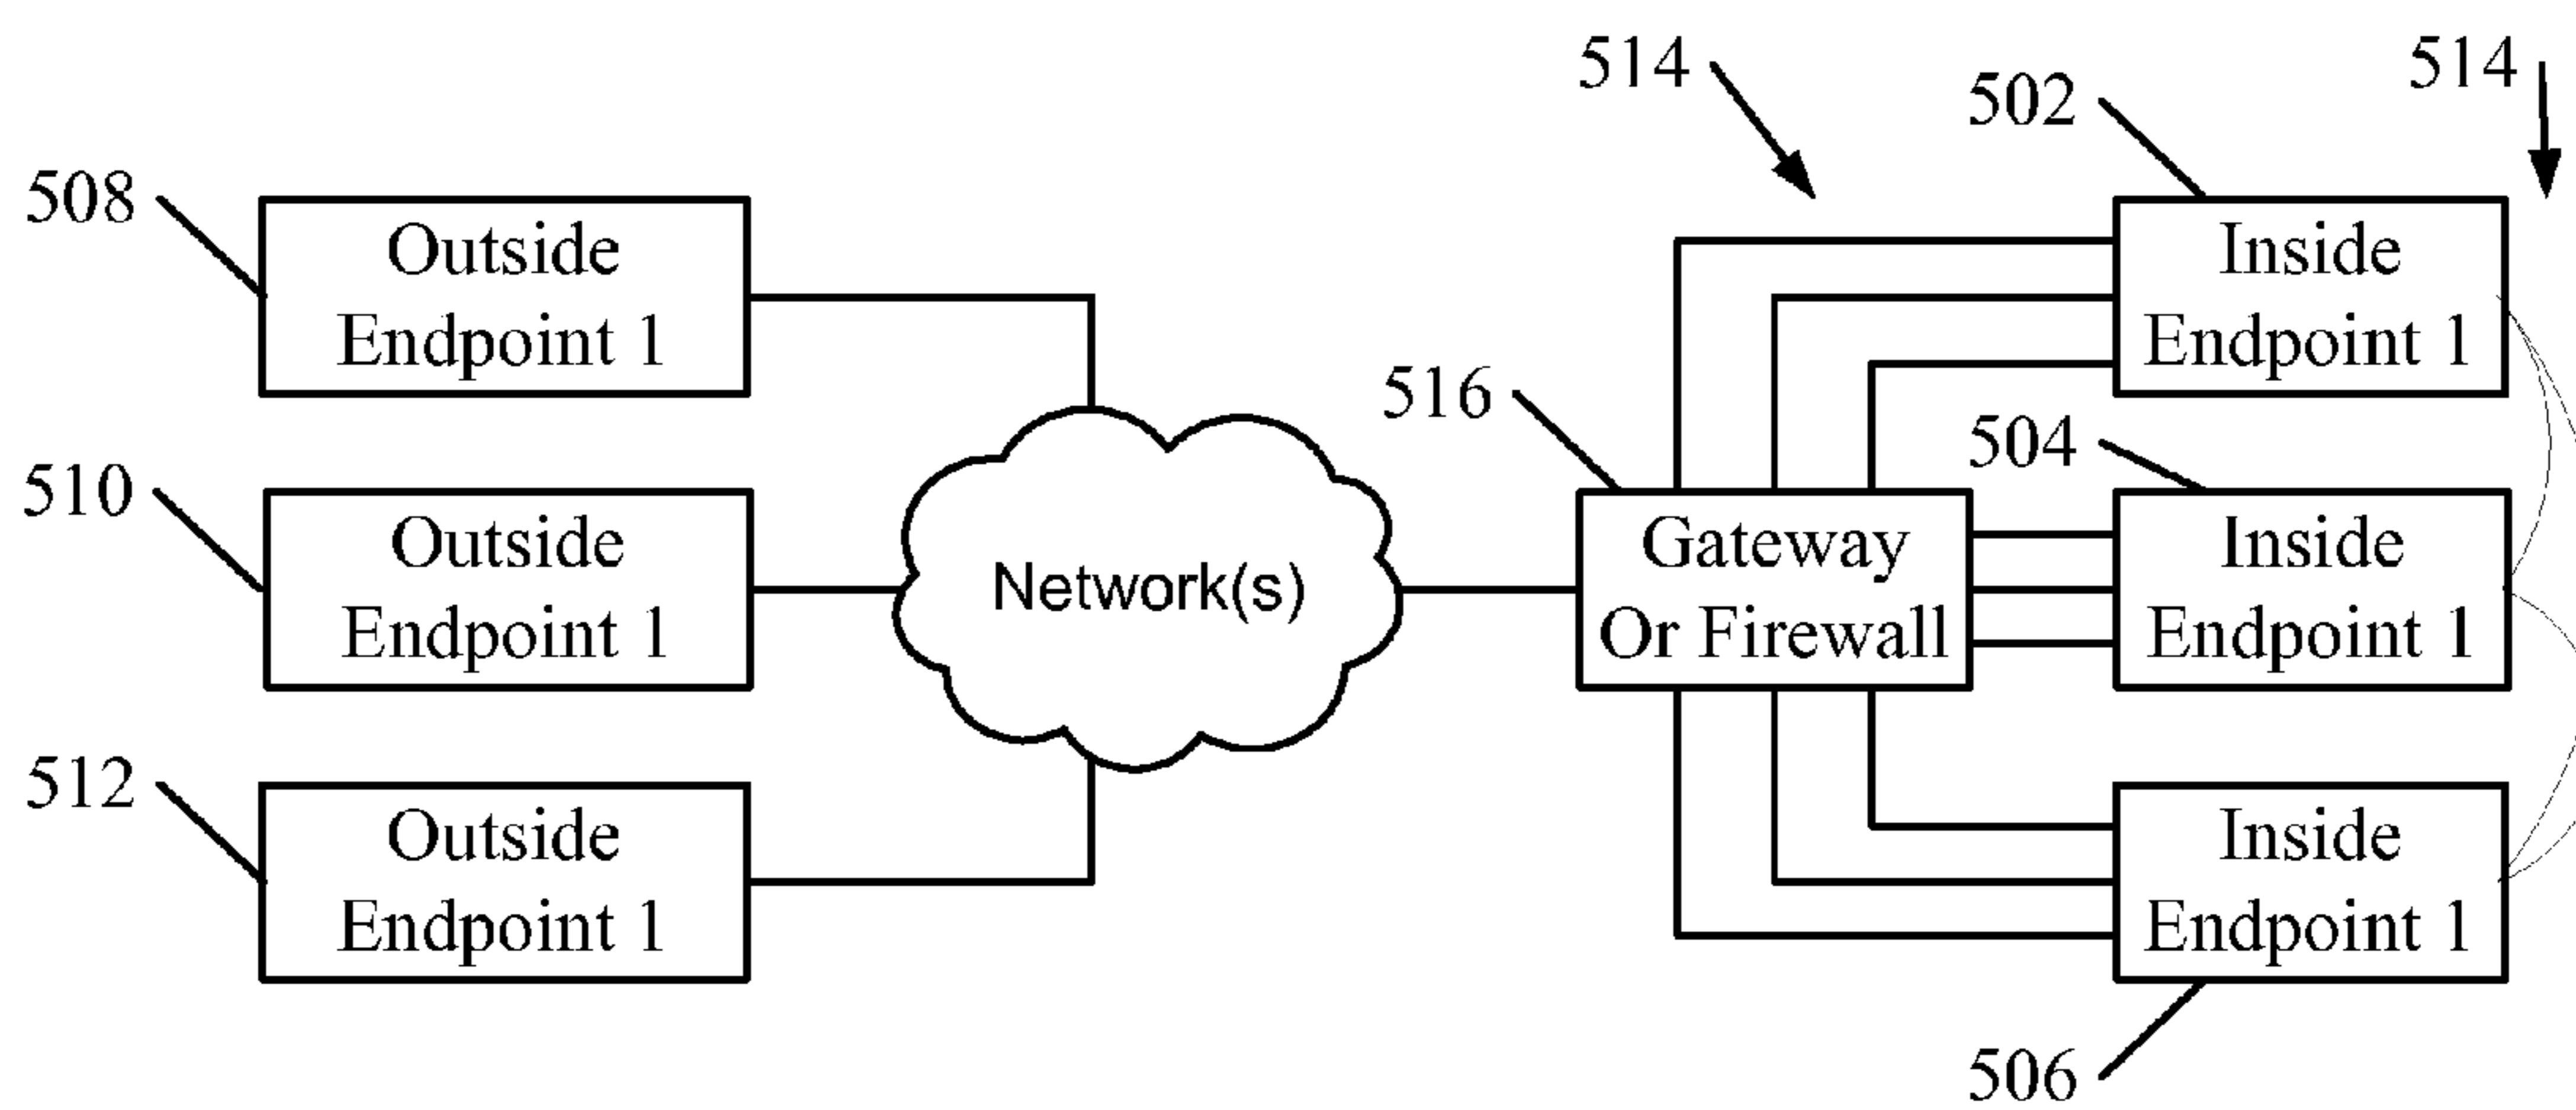 514
514
502
508
Outside
Endpoint 1
Inside
Endpoint 1
516
504
510
Outside
Endpoint 1
Network(s)
Gateway
Or Firewall
Inside
Endpoint 1
512
Outside
Endpoint 1
Inside
Endpoint 1
506